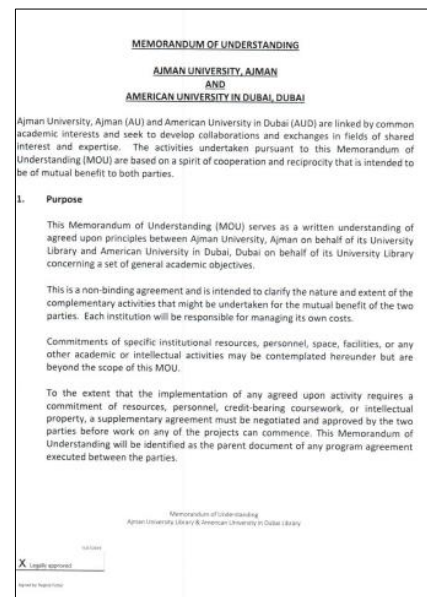 MEMORANDUM OF UNDERSTANDING
AJMAN UNIVERSITY, AJMAN
AND
AMERICAN UNIVERSITY IN DUBAI, DUBAI
Ajman University, Ajman (AU) and American University in Dubai (AUD) are linked by common
academic interests and seek to develop collaborations and exchanges in fields of shared
interest and expertise. The activities undertaken pursuant to this Memorandum of
Understanding (MOU) are based on a spirit of cooperation and reciprocity that is intended to
be of mutual benefit to both parties.
1. Purpose
This Memorandum of Understanding (MOU) serves as a written understanding of
agreed upon principles between Ajman University, Ajman on behalf of its University
Library and American University in Dubai, Dubai on behalf of its University Library
concerning a set of general academic objectives.
This is a non-binding agreement and is intended to clarify the nature and extent of the
complementary activities that might be undertaken for the mutual benefit of the two
parties. Each institution will be responsible for managing its own costs.
Commitments of specific institutional resources, personnel, space, facilities, or any
other academic or intellectual activities may be contemplated hereunder but are
beyond the scope of this MOU.
To the extent that the implementation of any agreed upon activity requires a
commitment of resources, personnel, credit-bearing coursework, or intellectual
property, a supplementary agreement must be negotiated and approved by the two
parties before work on any of the projects can commence. This Memorandum of
Understanding will be identified as the parent document of any program agreement
executed between the parties.
Memorandum of Understanding
Ajman University Library & American University in Dubai Library
X Legally approved
Signed by